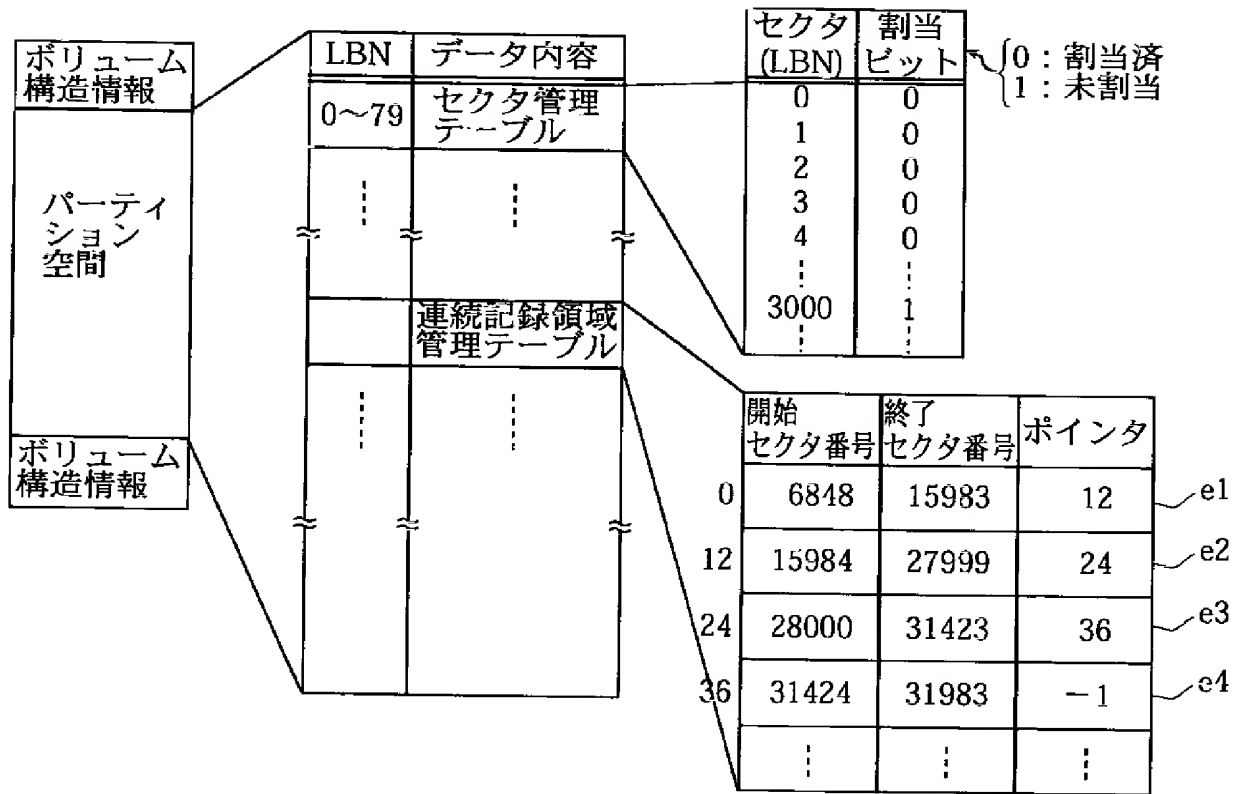 ボリューム
構造情報
パーティ
ション
空間
ボリューム
構造情報
LBN データ内容
0～79 セクタ管理
テーブル
連続記録領域
管理テーブル
セクタ 割当
(LBN) ビット
0：割当済
1：未割当
0 0
1 0
2 0
3 0
4 0
3000 1
開始 終了
セクタ番号 セクタ番号 ポインタ
0 6848 15983 12 e1
12 15984 27999 24 e2
24 28000 31423 36 e3
36 31424 31983 －1 e4